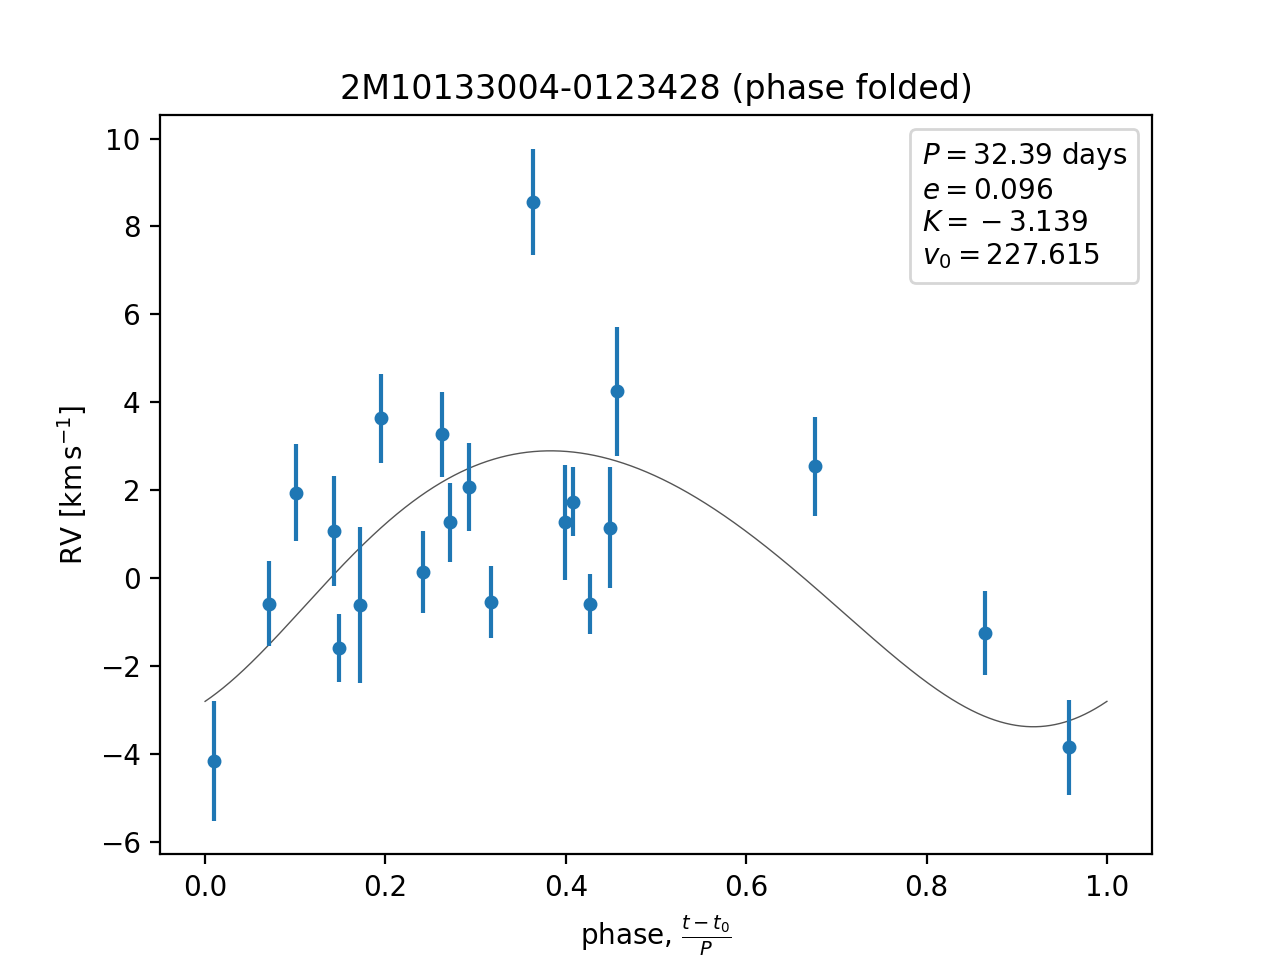 2M10133004-0123428 (phase folded)
P = 32.39 days
e = 0.096
K = −3.139
v₀ = 227.615
10
8
6
4
2
0
−2
−4
−6
RV [km s⁻¹]
0.0 0.2 0.4 0.6 0.8 1.0
phase, (t − t₀)/P